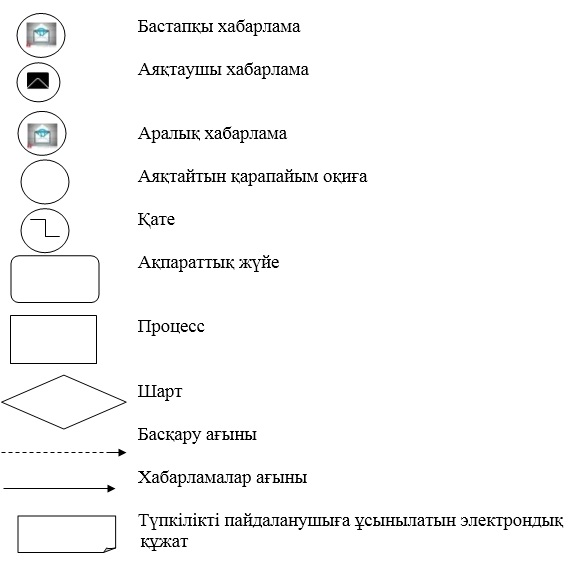 Бастапқы хабарлама
Аяқтаушы хабарлама
Аралық хабарлама
Аяқтайтын қарапайым оқиға
Қате
Ақпараттық жүйе
Процесс
Шарт
Басқару ағыны
Хабарламалар ағыны
Түпкілікті пайдаланушыға ұсынылатын электрондық
құжат